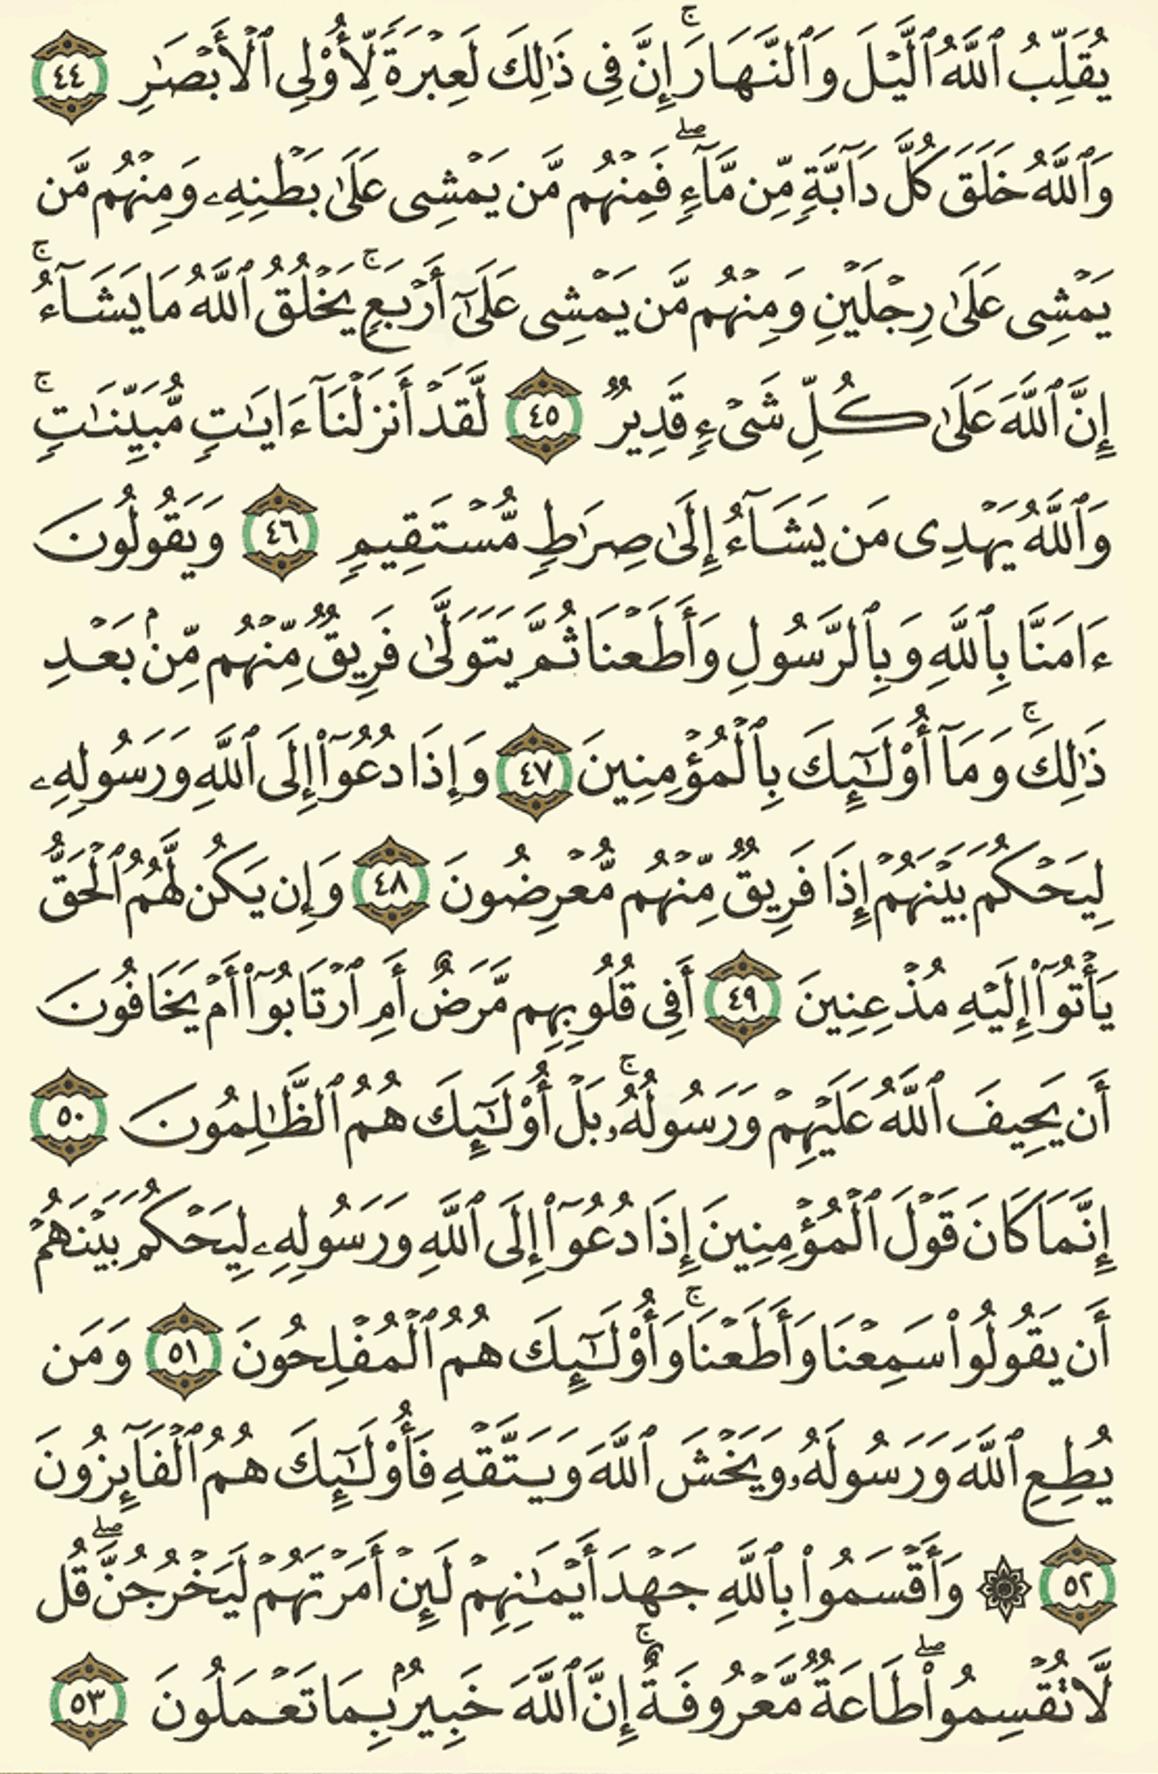 يُقَلِّبُ ٱللَّهُ ٱلَّيۡلَ وَٱلنَّهَارَۚ إِنَّ فِي ذَٰلِكَ لَعِبۡرَةٗ لِّأُوْلِي ٱلۡأَبۡصَٰرِ ٤٤
وَٱللَّهُ خَلَقَ كُلَّ دَآبَّةٖ مِّن مَّآءٖۖ فَمِنۡهُم مَّن يَمۡشِي عَلَىٰ بَطۡنِهِۦ وَمِنۡهُم مَّن
يَمۡشِي عَلَىٰ رِجۡلَيۡنِ وَمِنۡهُم مَّن يَمۡشِي عَلَىٰٓ أَرۡبَعٖۚ يَخۡلُقُ ٱللَّهُ مَا يَشَآءُۚ
إِنَّ ٱللَّهَ عَلَىٰ كُلِّ شَيۡءٖ قَدِيرٞ ٤٥ لَّقَدۡ أَنزَلۡنَآ ءَايَٰتٖ مُّبَيِّنَٰتٖۚ
وَٱللَّهُ يَهۡدِي مَن يَشَآءُ إِلَىٰ صِرَٰطٖ مُّسۡتَقِيمٖ ٤٦ وَيَقُولُونَ
ءَامَنَّا بِٱللَّهِ وَبِٱلرَّسُولِ وَأَطَعۡنَا ثُمَّ يَتَوَلَّىٰ فَرِيقٞ مِّنۡهُم مِّنۢ بَعۡدِ
ذَٰلِكَۚ وَمَآ أُوْلَٰٓئِكَ بِٱلۡمُؤۡمِنِينَ ٤٧ وَإِذَا دُعُوٓاْ إِلَى ٱللَّهِ وَرَسُولِهِۦ
لِيَحۡكُمَ بَيۡنَهُمۡ إِذَا فَرِيقٞ مِّنۡهُم مُّعۡرِضُونَ ٤٨ وَإِن يَكُن لَّهُمُ ٱلۡحَقُّ
يَأۡتُوٓاْ إِلَيۡهِ مُذۡعِنِينَ ٤٩ أَفِي قُلُوبِهِم مَّرَضٌ أَمِ ٱرۡتَابُوٓاْ أَمۡ يَخَافُونَ
أَن يَحِيفَ ٱللَّهُ عَلَيۡهِمۡ وَرَسُولُهُۥۚ بَلۡ أُوْلَٰٓئِكَ هُمُ ٱلظَّٰلِمُونَ ٥٠
إِنَّمَا كَانَ قَوۡلَ ٱلۡمُؤۡمِنِينَ إِذَا دُعُوٓاْ إِلَى ٱللَّهِ وَرَسُولِهِۦ لِيَحۡكُمَ بَيۡنَهُمۡ
أَن يَقُولُواْ سَمِعۡنَا وَأَطَعۡنَاۚ وَأُوْلَٰٓئِكَ هُمُ ٱلۡمُفۡلِحُونَ ٥١ وَمَن
يُطِعِ ٱللَّهَ وَرَسُولَهُۥ وَيَخۡشَ ٱللَّهَ وَيَتَّقۡهِ فَأُوْلَٰٓئِكَ هُمُ ٱلۡفَآئِزُونَ
٥٢ ۞ وَأَقۡسَمُواْ بِٱللَّهِ جَهۡدَ أَيۡمَٰنِهِمۡ لَئِنۡ أَمَرۡتَهُمۡ لَيَخۡرُجُنَّۖ قُل
لَّا تُقۡسِمُواْۖ طَاعَةٞ مَّعۡرُوفَةٌۚ إِنَّ ٱللَّهَ خَبِيرُۢ بِمَا تَعۡمَلُونَ ٥٣